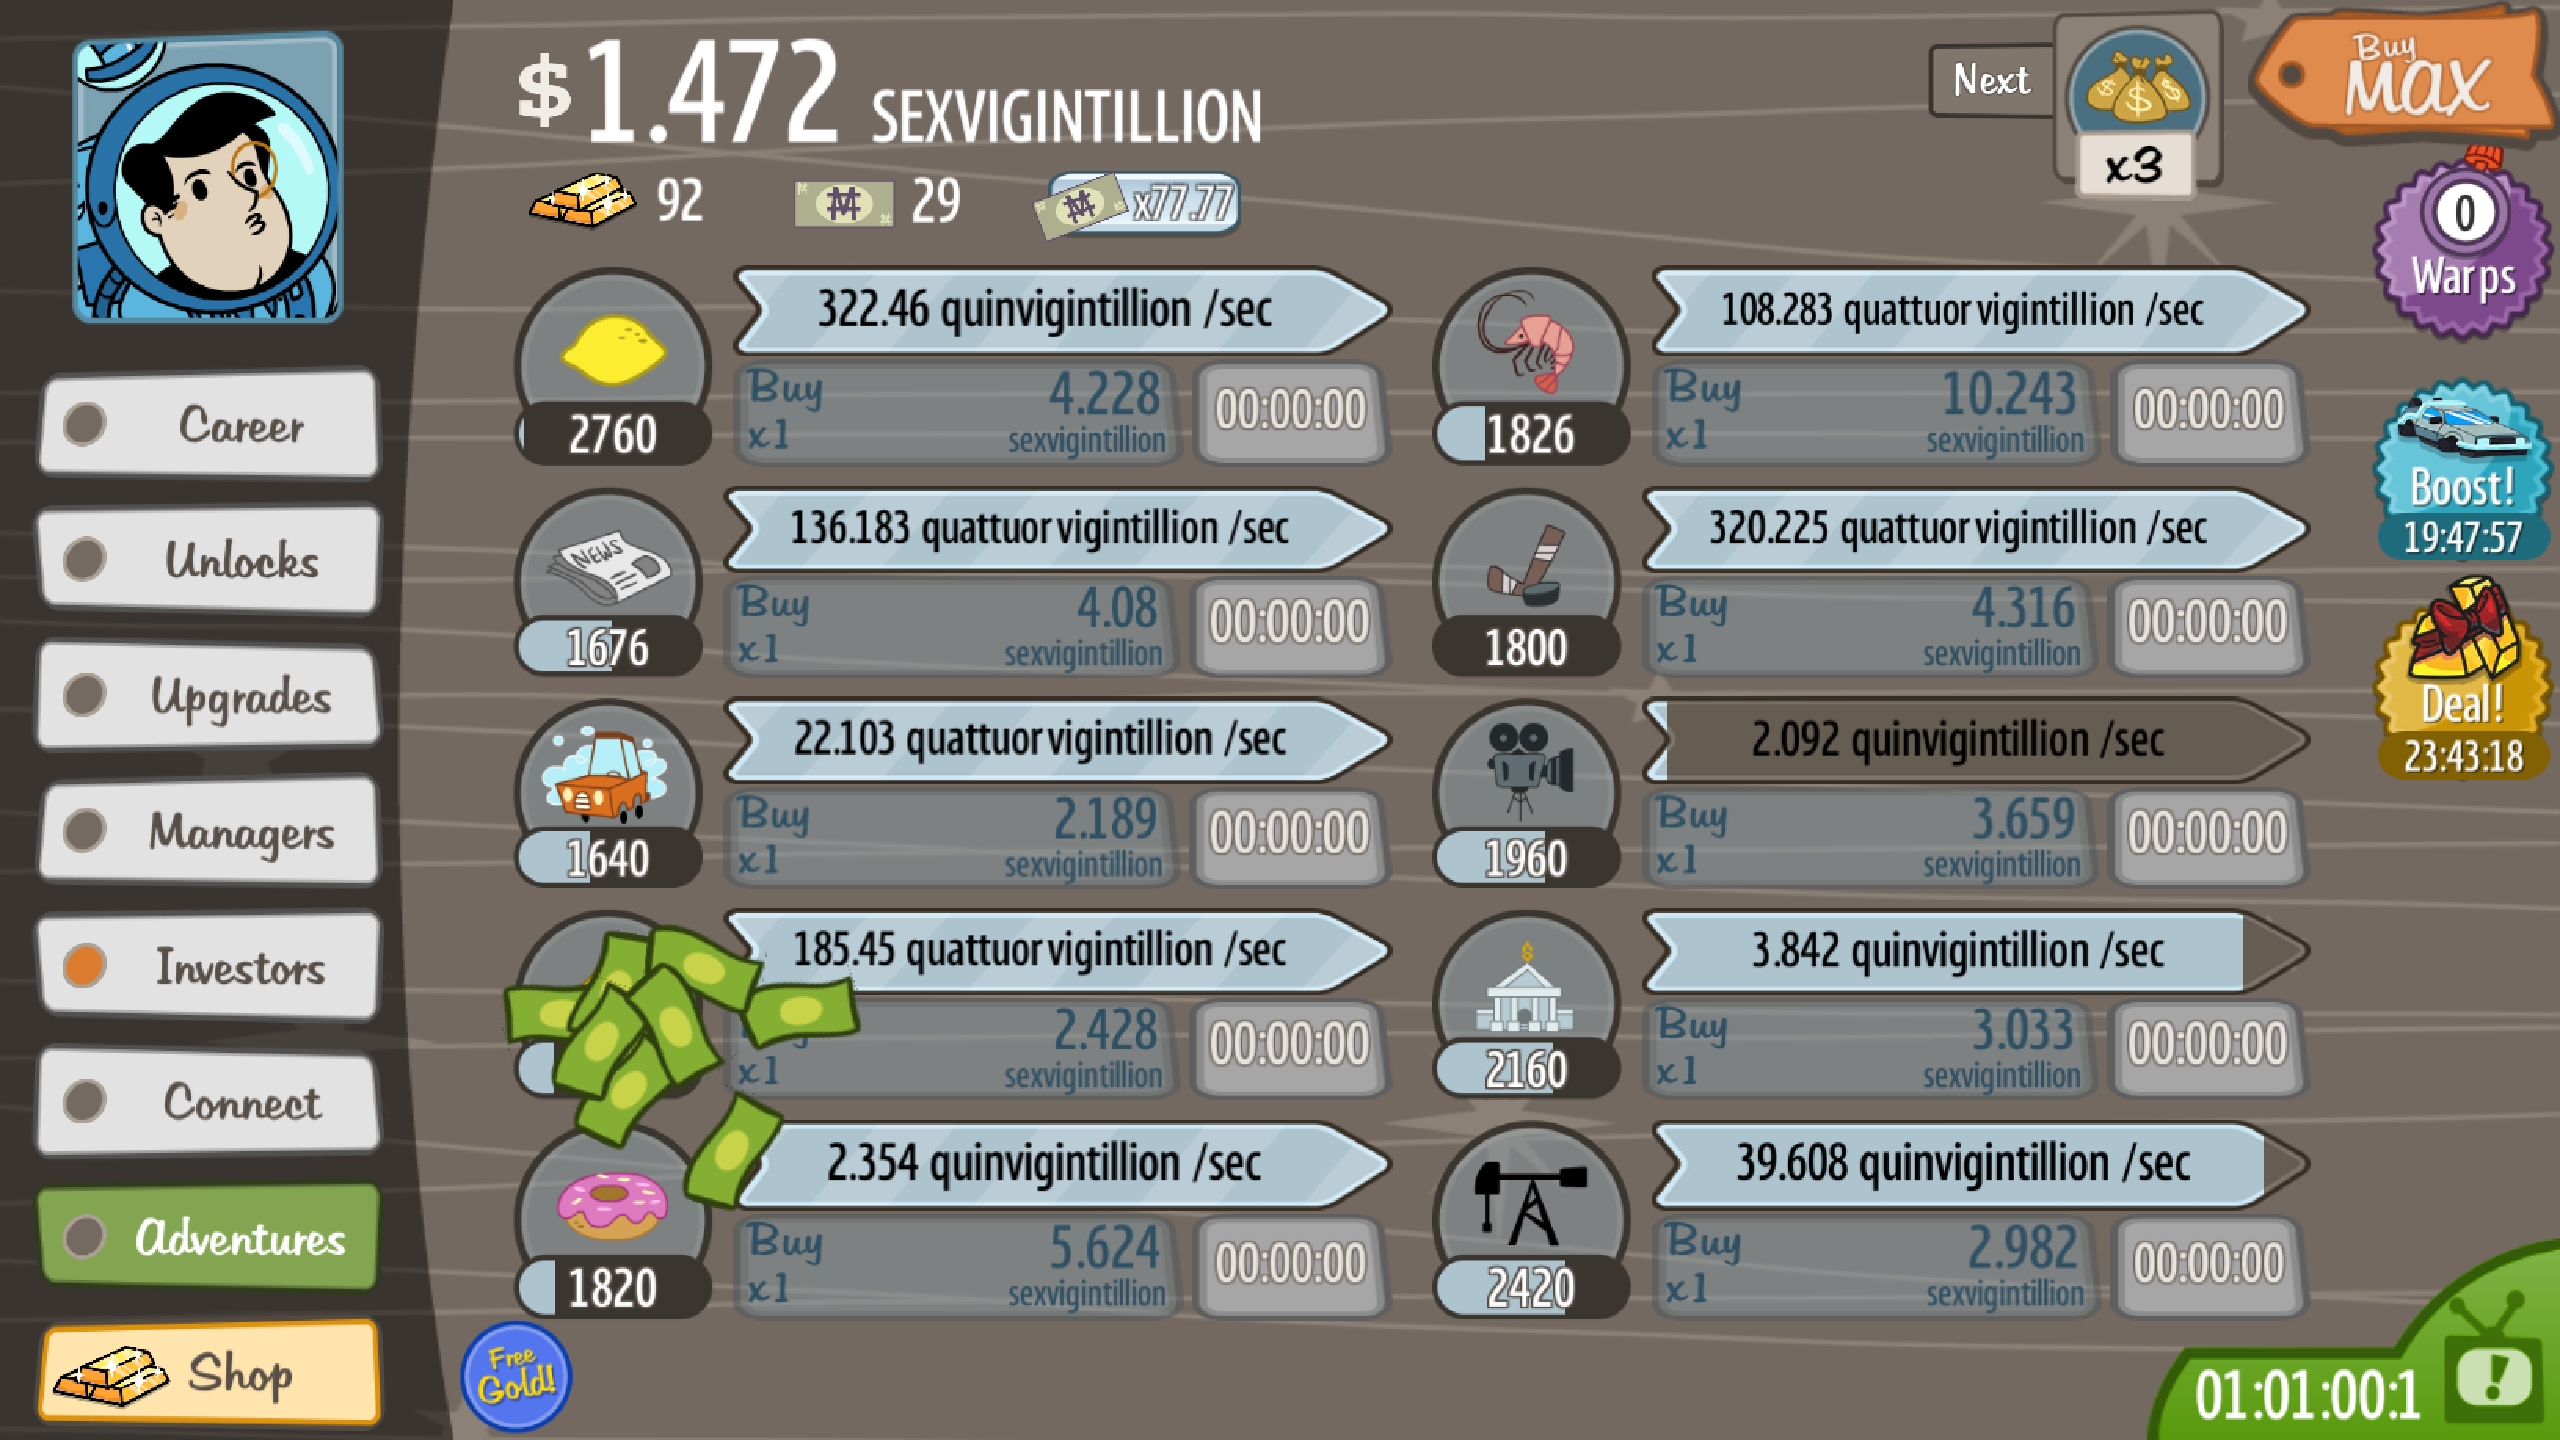 $1.472 SEXVIGINTILLION
Next
x3
Buy
MAX
92
29
x77.77
0
Warps
Boost!
19:47:57
Deal!
23:43:18
Career
Unlocks
Upgrades
Managers
Investors
Connect
Adventures
Shop
322.46 quinvigintillion /sec
2760
Buy
x1
4.228
sexvigintillion
00:00:00
136.183 quattuorvigintillion /sec
NEWS
1676
Buy
x1
4.08
sexvigintillion
00:00:00
22.103 quattuorvigintillion /sec
1640
Buy
x1
2.189
sexvigintillion
00:00:00
185.45 quattuorvigintillion /sec
x1
2.428
sexvigintillion
00:00:00
2.354 quinvigintillion /sec
1820
Buy
x1
5.624
sexvigintillion
00:00:00
108.283 quattuorvigintillion /sec
1826
Buy
x1
10.243
sexvigintillion
00:00:00
320.225 quattuorvigintillion /sec
1800
Buy
x1
4.316
sexvigintillion
00:00:00
2.092 quinvigintillion /sec
1960
Buy
x1
3.659
sexvigintillion
00:00:00
3.842 quinvigintillion /sec
2160
Buy
x1
3.033
sexvigintillion
00:00:00
39.608 quinvigintillion /sec
2420
Buy
x1
2.982
sexvigintillion
00:00:00
Free
Gold!
01:01:00:1
!